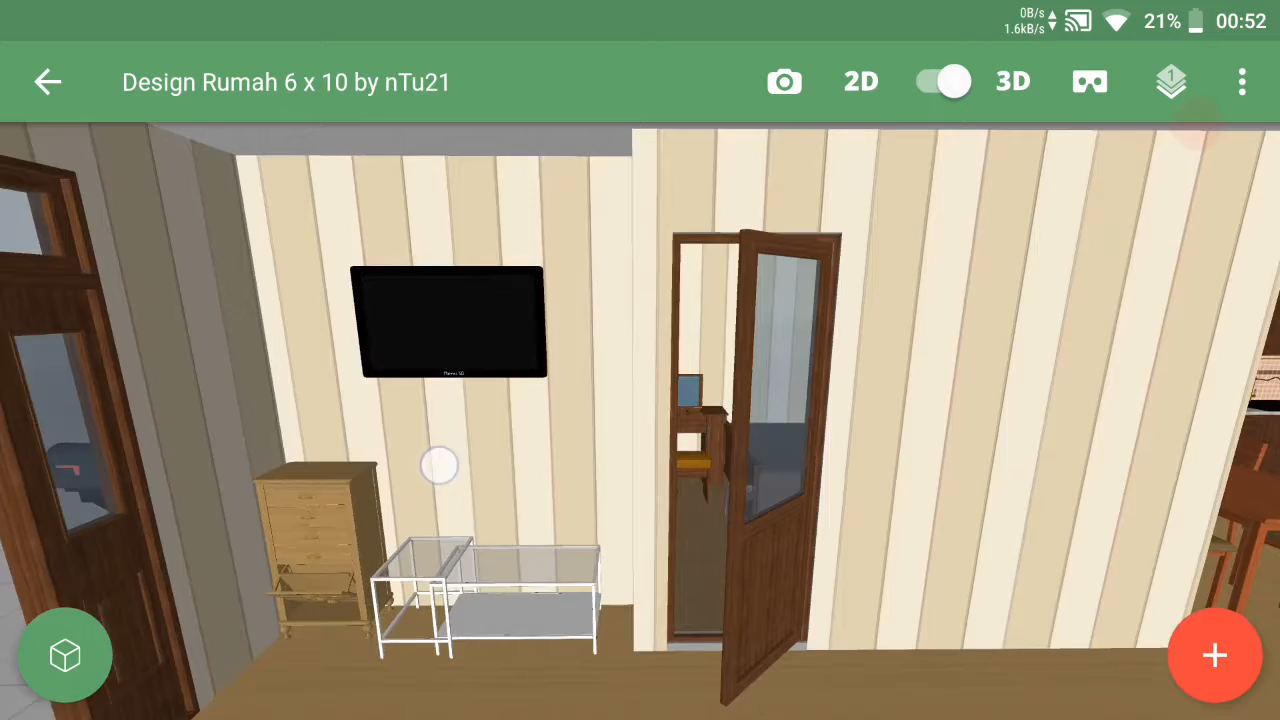 0B/s
1.6kB/s
21%
00:52
Design Rumah 6 x 10 by nTu21
2D
3D
1